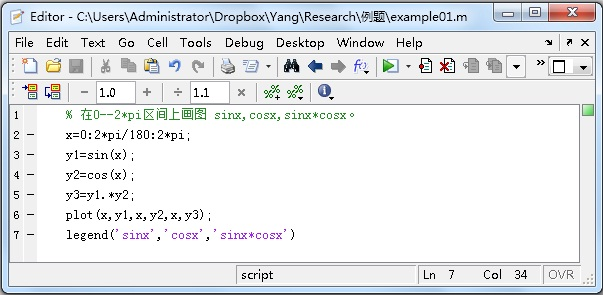 Editor - C:\Users\Administrator\Dropbox\Yang\Research\例题\example01.m
File Edit Text Go Cell Tools Debug Desktop Window Help
- 1.0 + ÷ 1.1 ×
1 % 在0--2*pi区间上画图 sinx,cosx,sinx*cosx。
2 - x=0:2*pi/180:2*pi;
3 - y1=sin(x);
4 - y2=cos(x);
5 - y3=y1.*y2;
6 - plot(x,y1,x,y2,x,y3);
7 - legend('sinx','cosx','sinx*cosx')
script Ln 7 Col 34 OVR